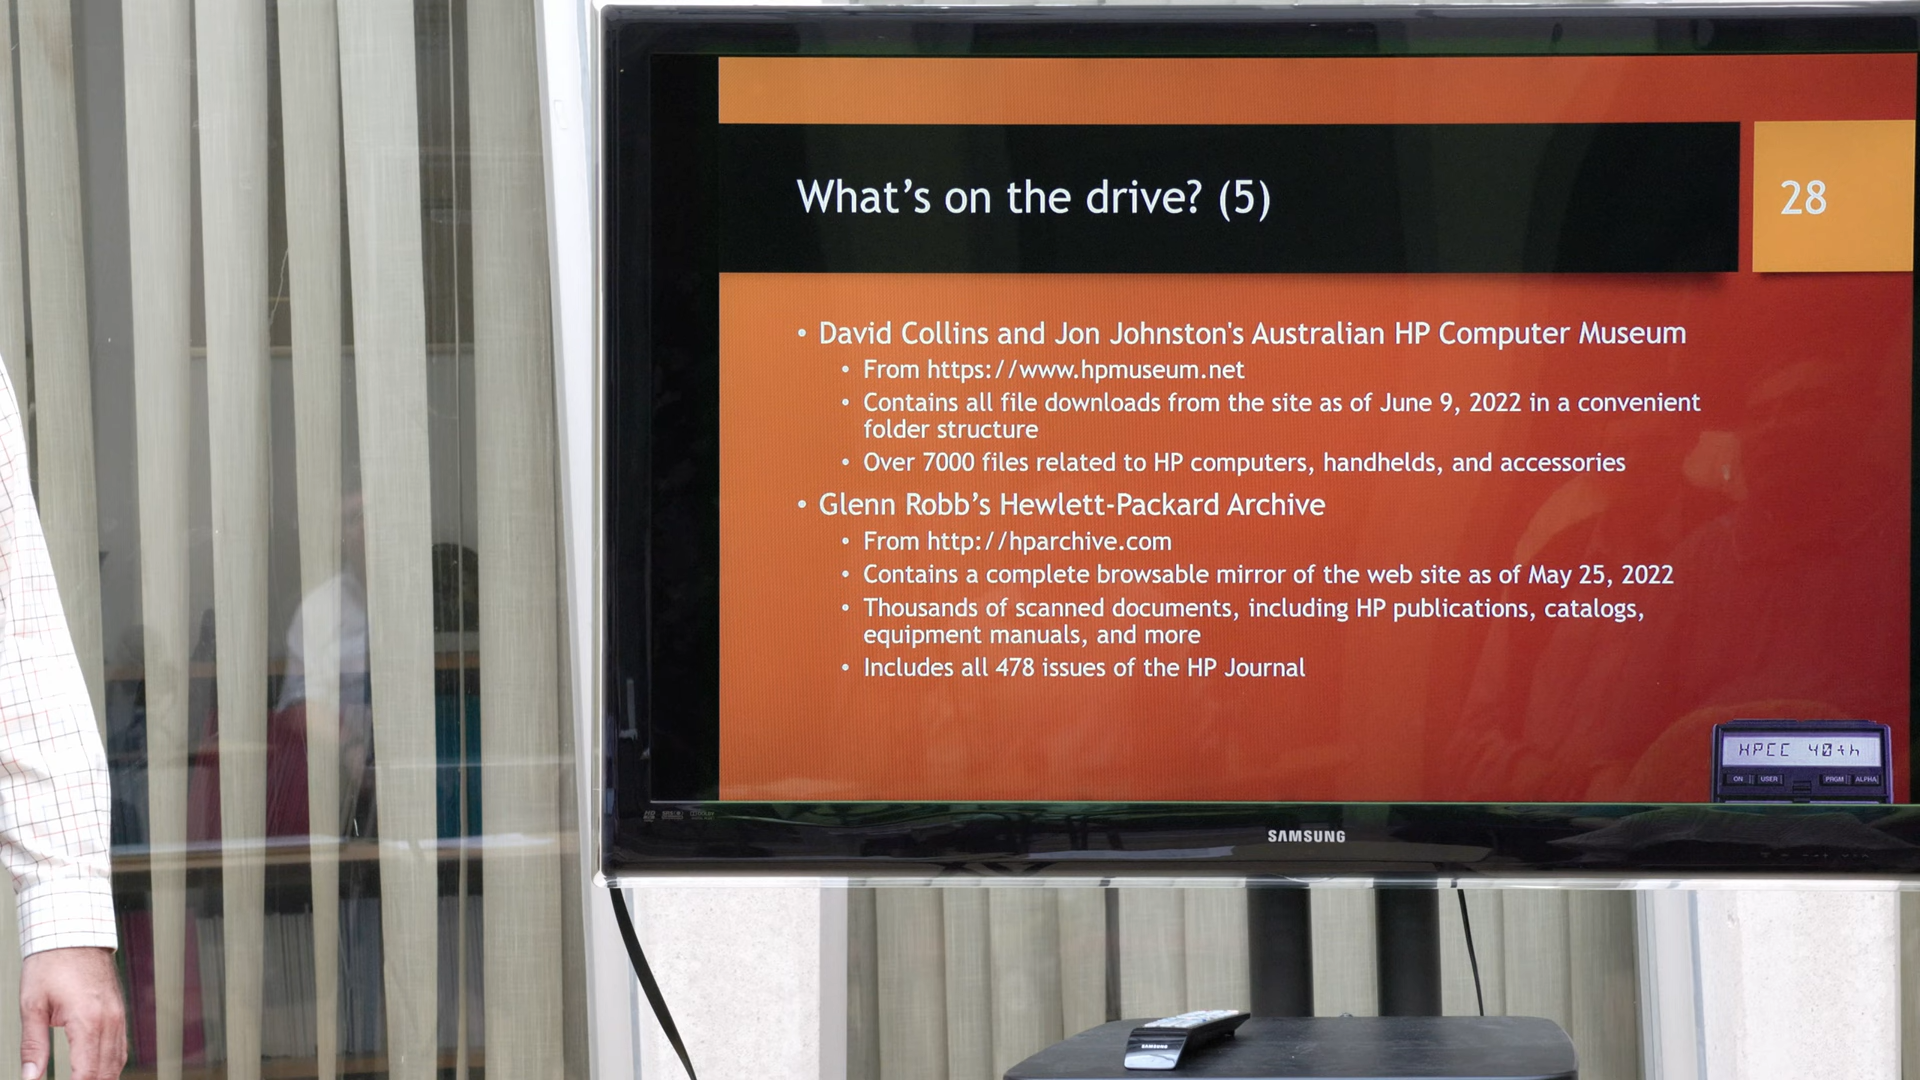 What's on the drive? (5)
28
• David Collins and Jon Johnston's Australian HP Computer Museum
• From https://www.hpmuseum.net
• Contains all file downloads from the site as of June 9, 2022 in a convenient
folder structure
• Over 7000 files related to HP computers, handhelds, and accessories
• Glenn Robb's Hewlett-Packard Archive
• From http://hparchive.com
• Contains a complete browsable mirror of the web site as of May 25, 2022
• Thousands of scanned documents, including HP publications, catalogs,
equipment manuals, and more
• Includes all 478 issues of the HP Journal
HPCC 40th
ON USER PRGM ALPHA
SAMSUNG
SAMSUNG